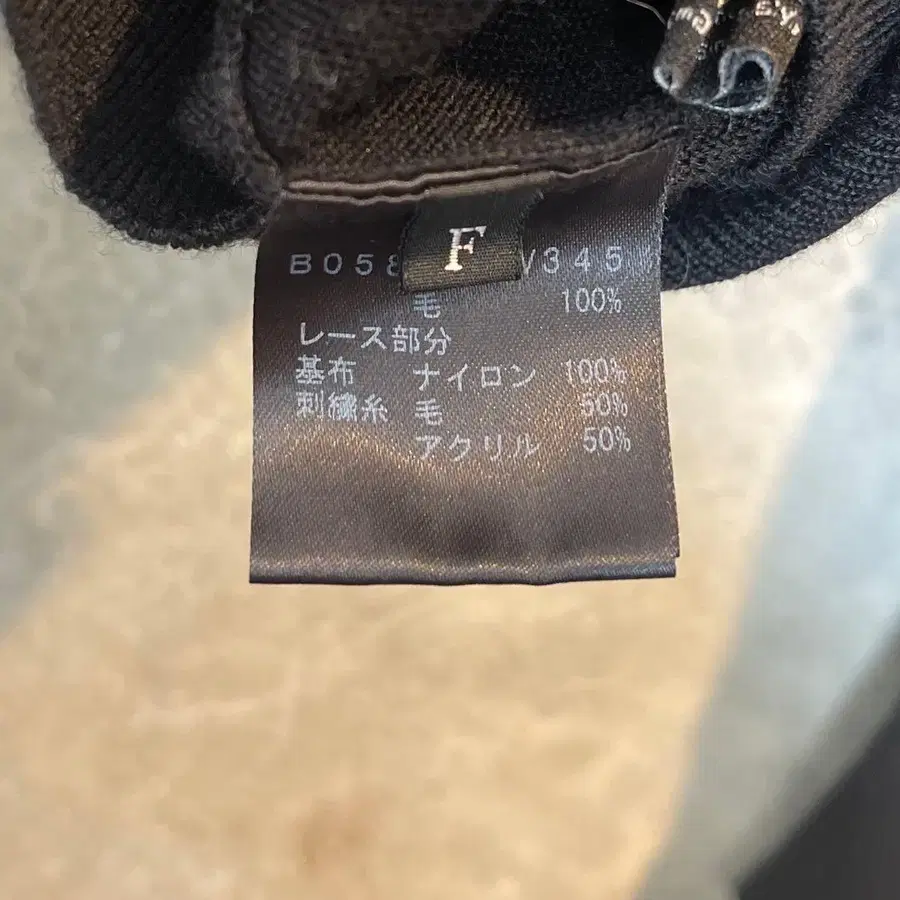 F
B058 V345
毛 100%
レース部分
基布 ナイロン 100%
刺繍糸 毛 50%
アクリル 50%